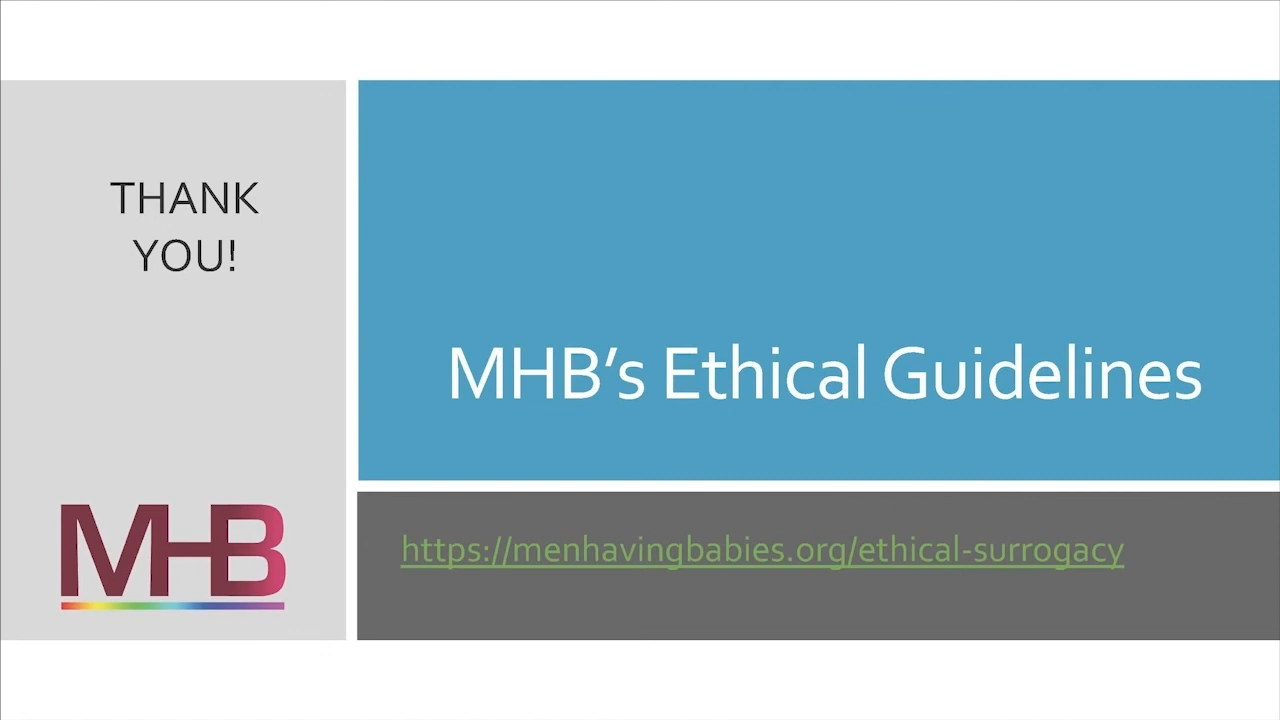 THANK
YOU!
MHB
MHB’s Ethical Guidelines
https://menhavingbabies.org/ethical-surrogacy